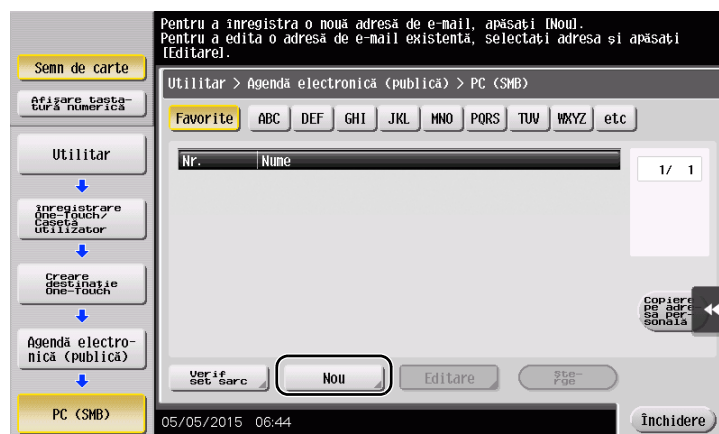 Pentru a înregistra o nouă adresă de e-mail, apăsați [Nou].
Pentru a edita o adresă de e-mail existentă, selectați adresa și apăsați
[Editare].
Semn de carte
Afișare tasta-
tură numerică
Utilitar
înregistrare
One-Touch/
Casetă
utilizator
Creare
destinație
One-Touch
Agendă electro-
nică (publică)
PC (SMB)
Utilitar > Agendă electronică (publică) > PC (SMB)
Favorite ABC DEF GHI JKL MNO PQRS TUV WXYZ etc
Nr. Nume
1/ 1
Copiere
pe adre-
sa per-
sonală
Verif
set sarc
Nou
Editare
Şte-
rge
05/05/2015 06:44
Închidere